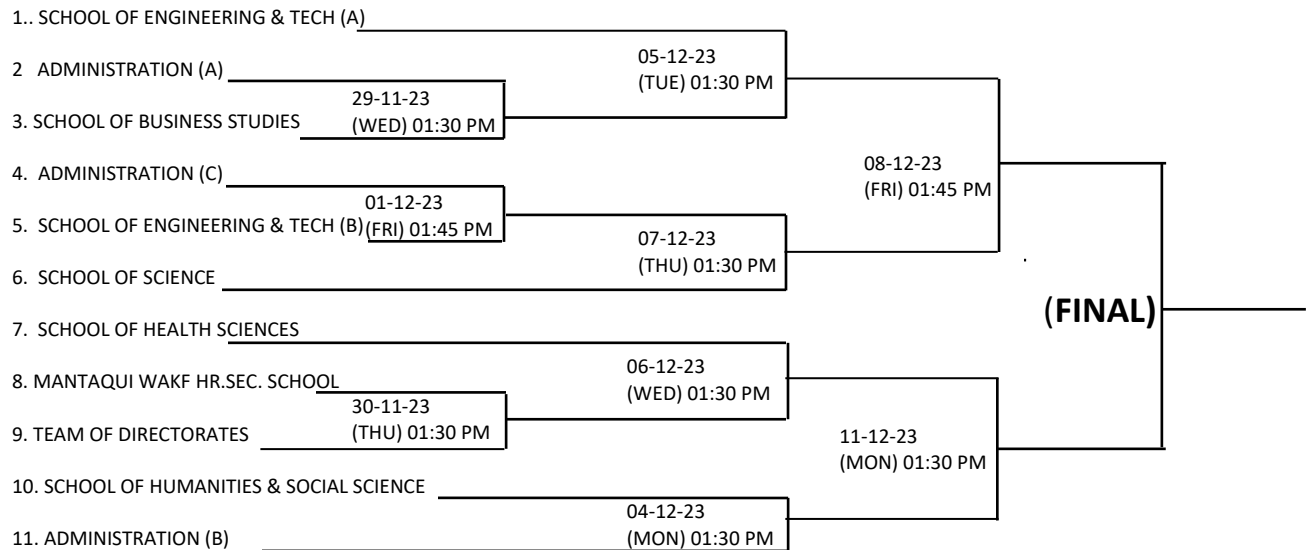 1.. SCHOOL OF ENGINEERING & TECH (A)
05-12-23
(TUE) 01:30 PM
2 ADMINISTRATION (A)
29-11-23
(WED) 01:30 PM
3. SCHOOL OF BUSINESS STUDIES
08-12-23
(FRI) 01:45 PM
4. ADMINISTRATION (C)
01-12-23
(FRI) 01:45 PM
5. SCHOOL OF ENGINEERING & TECH (B)
07-12-23
(THU) 01:30 PM
6. SCHOOL OF SCIENCE
.
(FINAL)
7. SCHOOL OF HEALTH SCIENCES
06-12-23
(WED) 01:30 PM
8. MANTAQUI WAKF HR.SEC. SCHOOL
30-11-23
(THU) 01:30 PM
9. TEAM OF DIRECTORATES
11-12-23
(MON) 01:30 PM
10. SCHOOL OF HUMANITIES & SOCIAL SCIENCE
04-12-23
(MON) 01:30 PM
11. ADMINISTRATION (B)